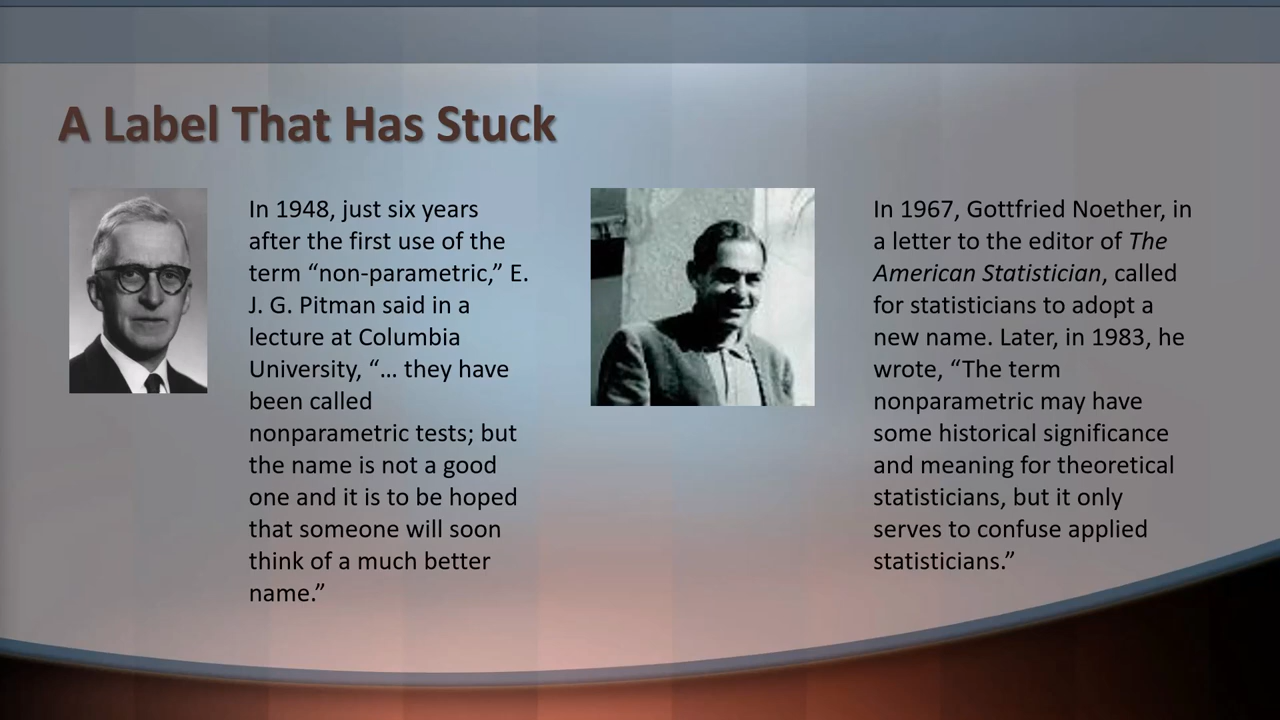 A Label That Has Stuck
In 1948, just six years
after the first use of the
term “non-parametric,” E.
J. G. Pitman said in a
lecture at Columbia
University, “… they have
been called
nonparametric tests; but
the name is not a good
one and it is to be hoped
that someone will soon
think of a much better
name.”
In 1967, Gottfried Noether, in
a letter to the editor of The
American Statistician, called
for statisticians to adopt a
new name. Later, in 1983, he
wrote, “The term
nonparametric may have
some historical significance
and meaning for theoretical
statisticians, but it only
serves to confuse applied
statisticians.”